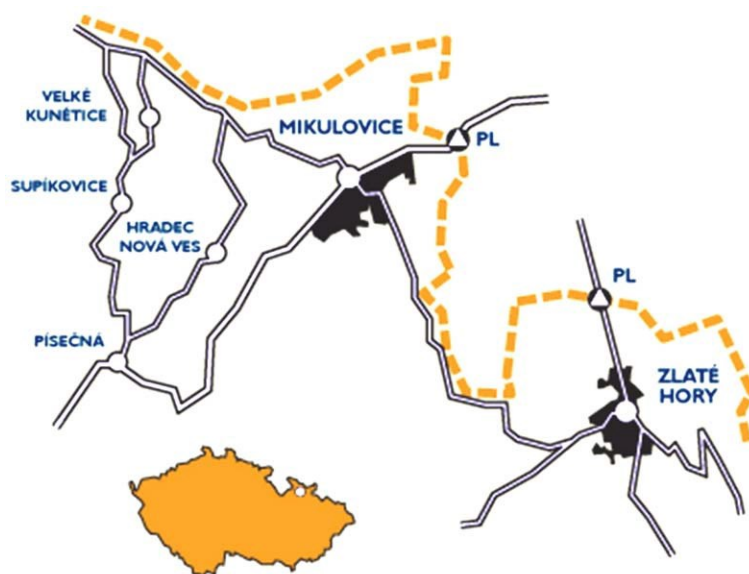 VELKÉ
KUNĚTICE
MIKULOVICE
PL
SUPÍKOVICE
HRADEC
NOVÁ VES
PL
PÍSEČNÁ
ZLATÉ
HORY